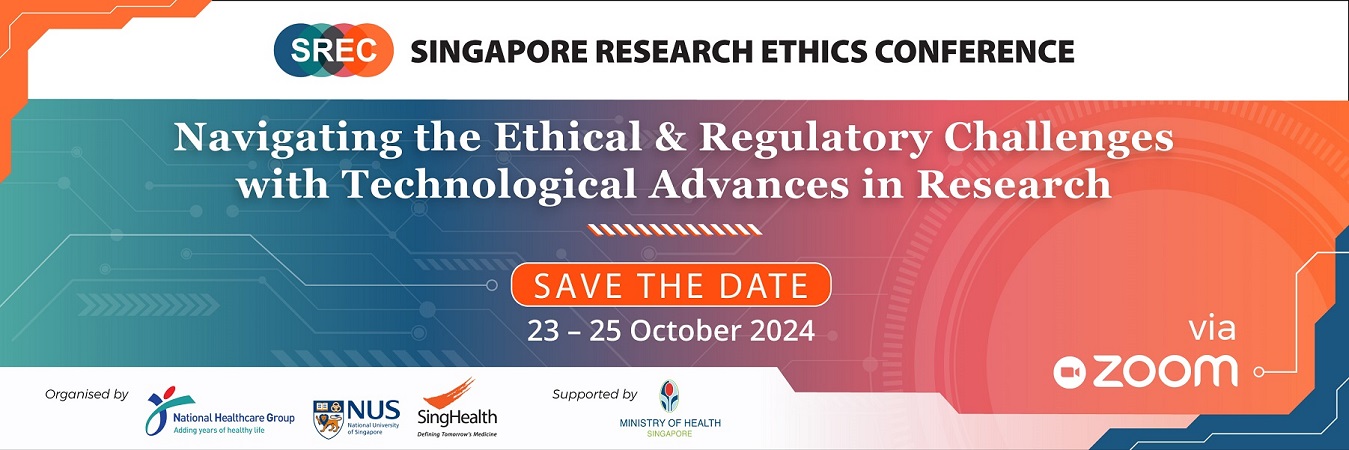 SREC SINGAPORE RESEARCH ETHICS CONFERENCE
Navigating the Ethical & Regulatory Challenges
with Technological Advances in Research
SAVE THE DATE
23 – 25 October 2024
via
zoom
Organised by
National Healthcare Group
Adding years of healthy life
NUS
National University
of Singapore
SingHealth
Defining Tomorrow's Medicine
Supported by
MINISTRY OF HEALTH
SINGAPORE